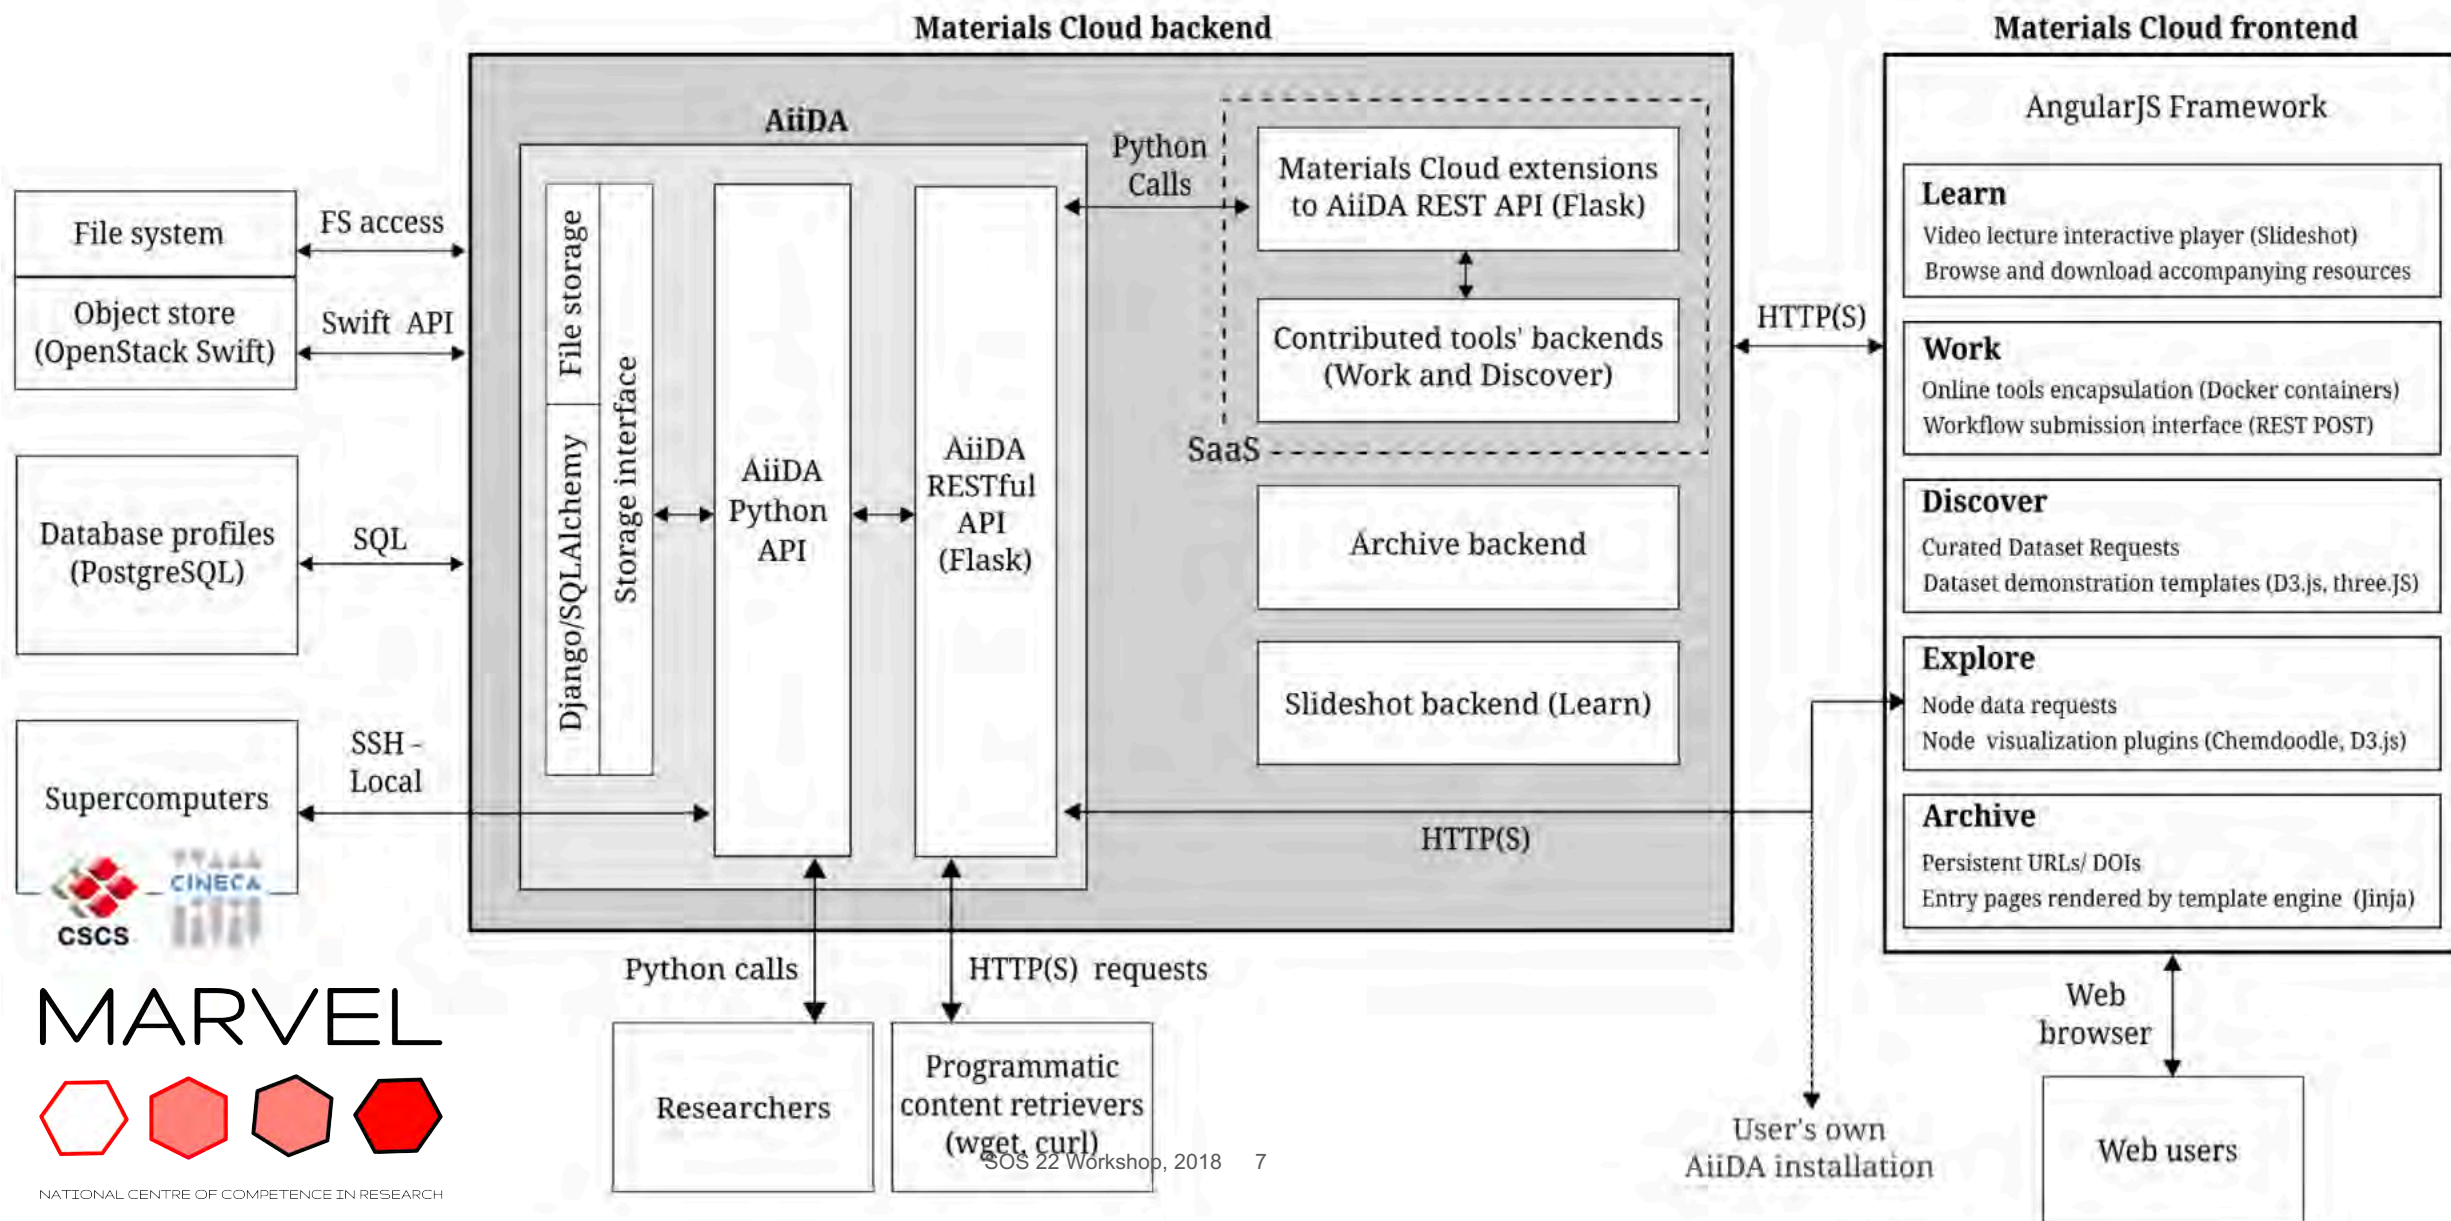 Materials Cloud backend
Materials Cloud frontend
File system
Object store
(OpenStack Swift)
FS access
Swift API
Database profiles
(PostgreSQL)
SQL
Supercomputers
SSH -
Local
CSCS
CINECA
AiiDA
File storage
Django/SQLAlchemy
Storage interface
AiiDA
Python
API
AiiDA
RESTful
API
(Flask)
Python
Calls
Materials Cloud extensions
to AiiDA REST API (Flask)
Contributed tools' backends
(Work and Discover)
SaaS
Archive backend
Slideshot backend (Learn)
HTTP(S)
HTTP(S)
AngularJS Framework
Learn
Video lecture interactive player (Slideshot)
Browse and download accompanying resources
Work
Online tools encapsulation (Docker containers)
Workflow submission interface (REST POST)
Discover
Curated Dataset Requests
Dataset demonstration templates (D3.js, three.JS)
Explore
Node data requests
Node visualization plugins (Chemdoodle, D3.js)
Archive
Persistent URLs/ DOIs
Entry pages rendered by template engine (Jinja)
Python calls
HTTP(S) requests
Researchers
Programmatic
content retrievers
(wget, curl)
Web
browser
User's own
AiiDA installation
Web users
MARVEL
NATIONAL CENTRE OF COMPETENCE IN RESEARCH
SOS 22 Workshop, 2018 7